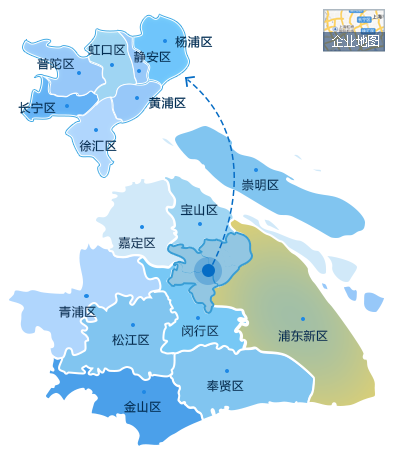 杨浦区
虹口区
静安区
普陀区
长宁区
黄浦区
徐汇区
企业地图
崇明区
宝山区
嘉定区
青浦区
松江区
闵行区
浦东新区
奉贤区
金山区